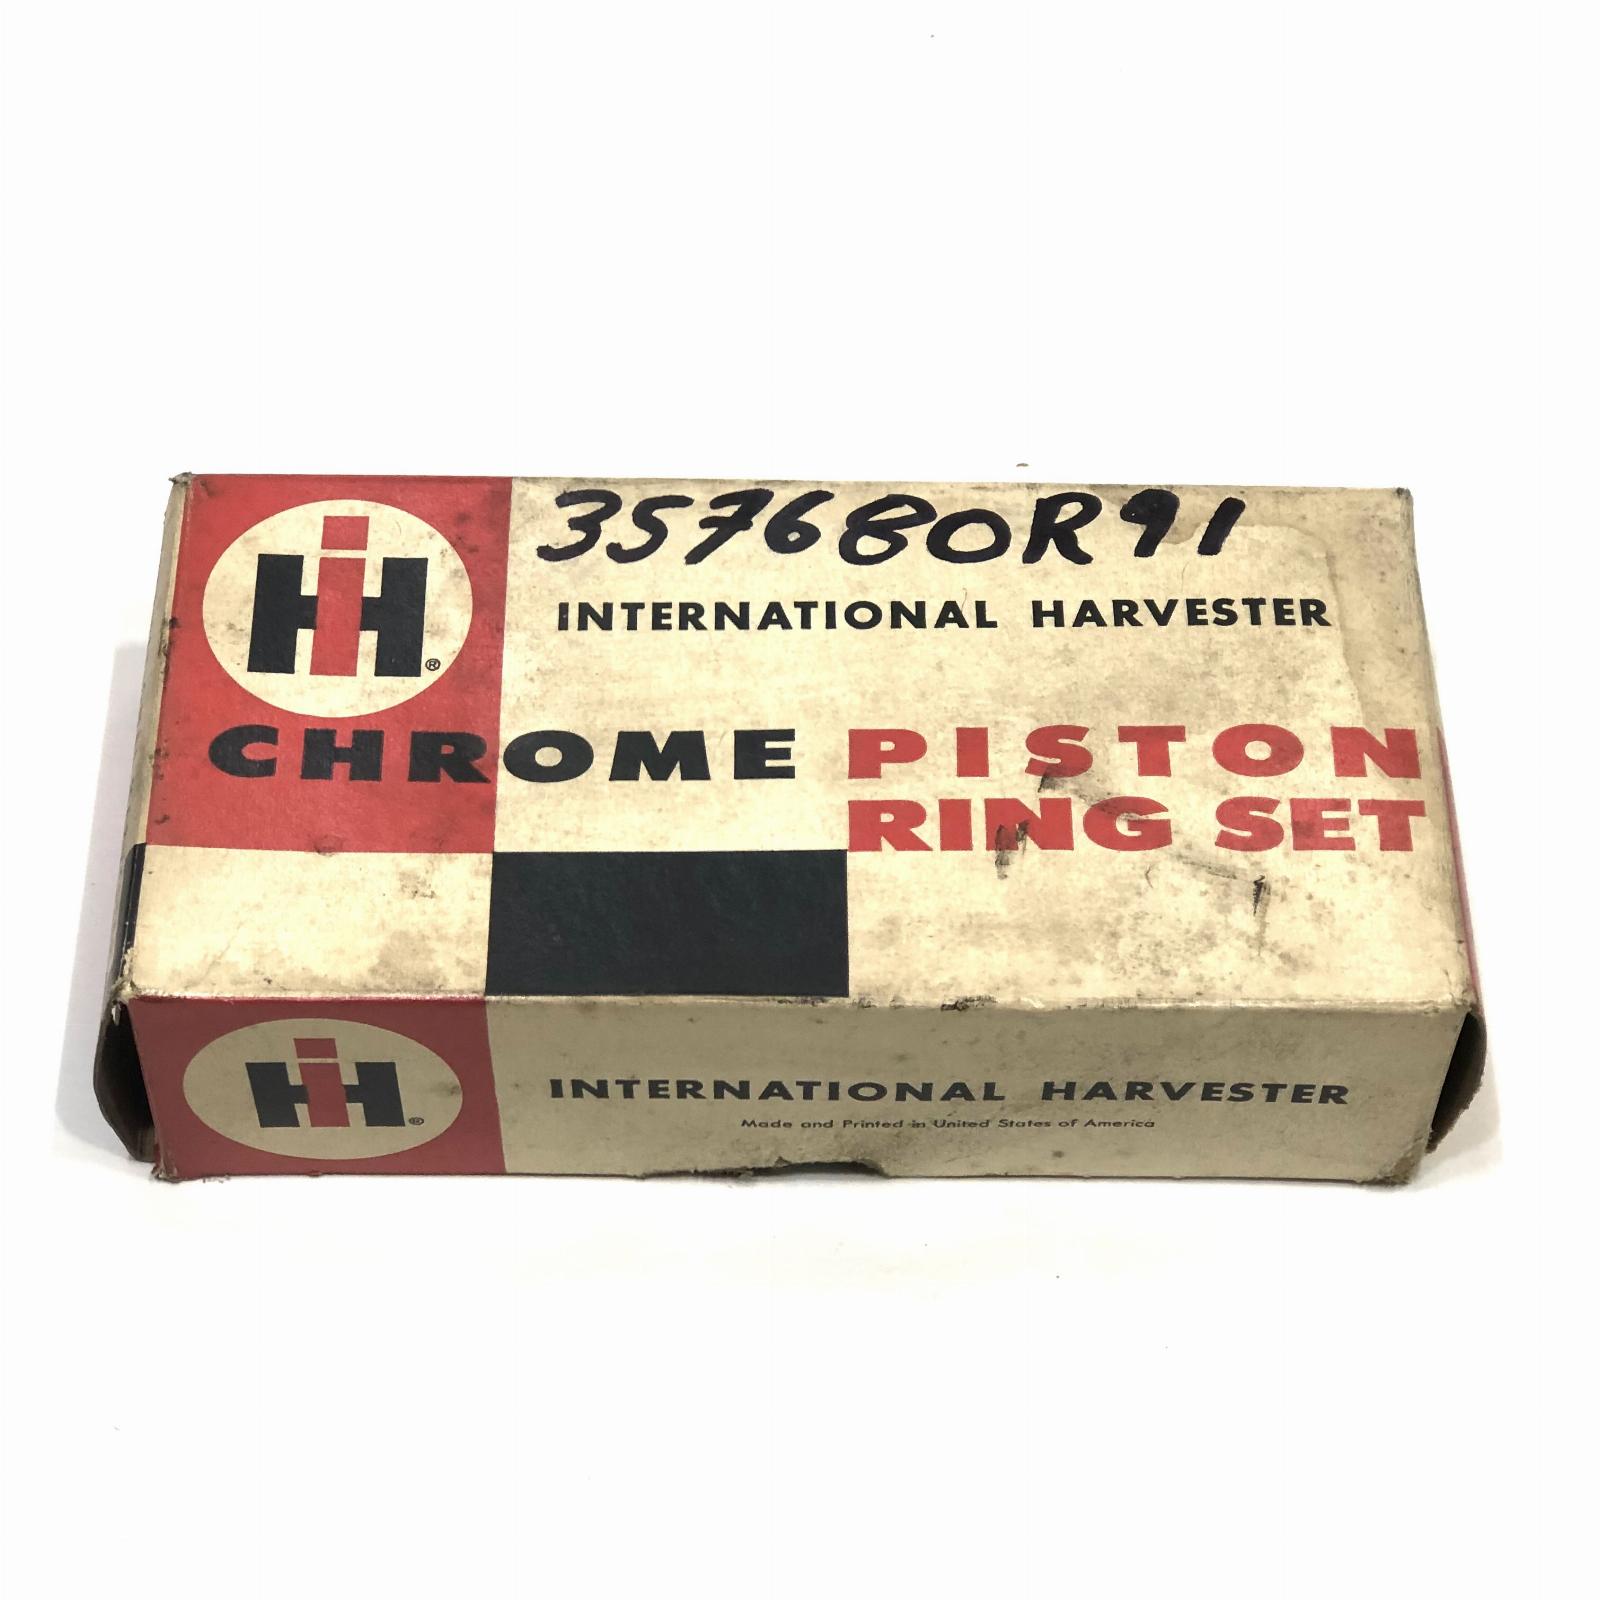 357680R91
IH®
INTERNATIONAL HARVESTER
CHROME PISTON
RING SET
IH®
INTERNATIONAL HARVESTER
Made and Printed in United States of America